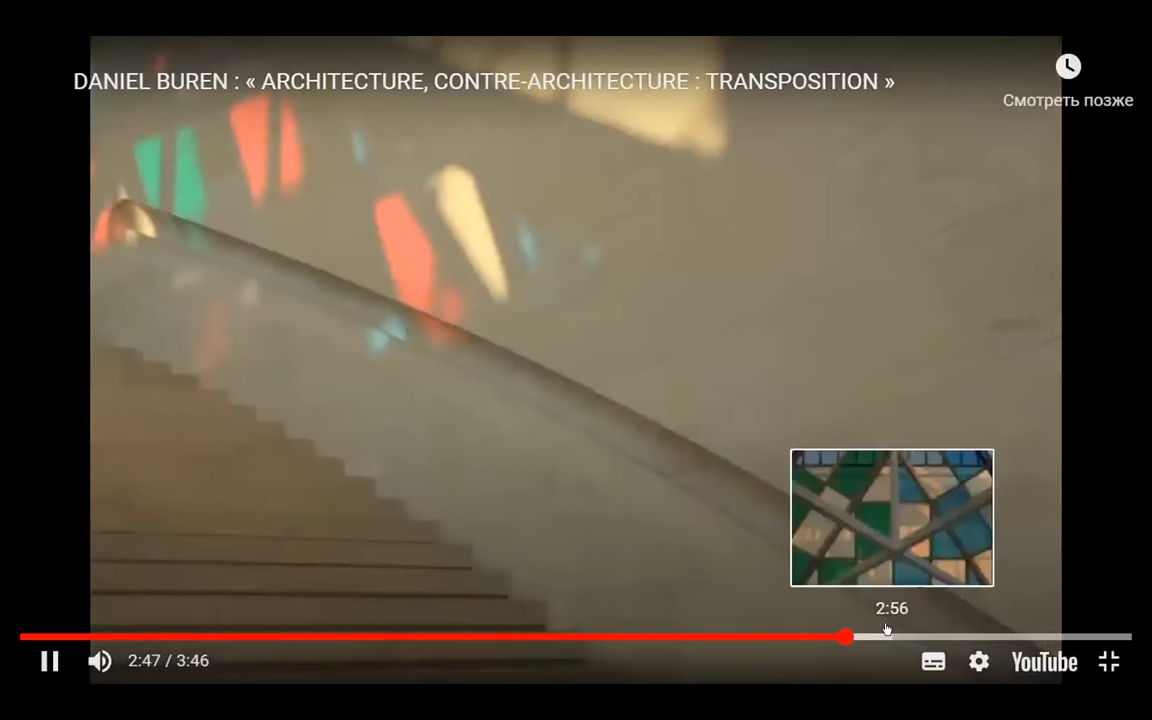 DANIEL BUREN : « ARCHITECTURE, CONTRE-ARCHITECTURE : TRANSPOSITION »
Смотреть позже
2:56
2:47 / 3:46
YouTube